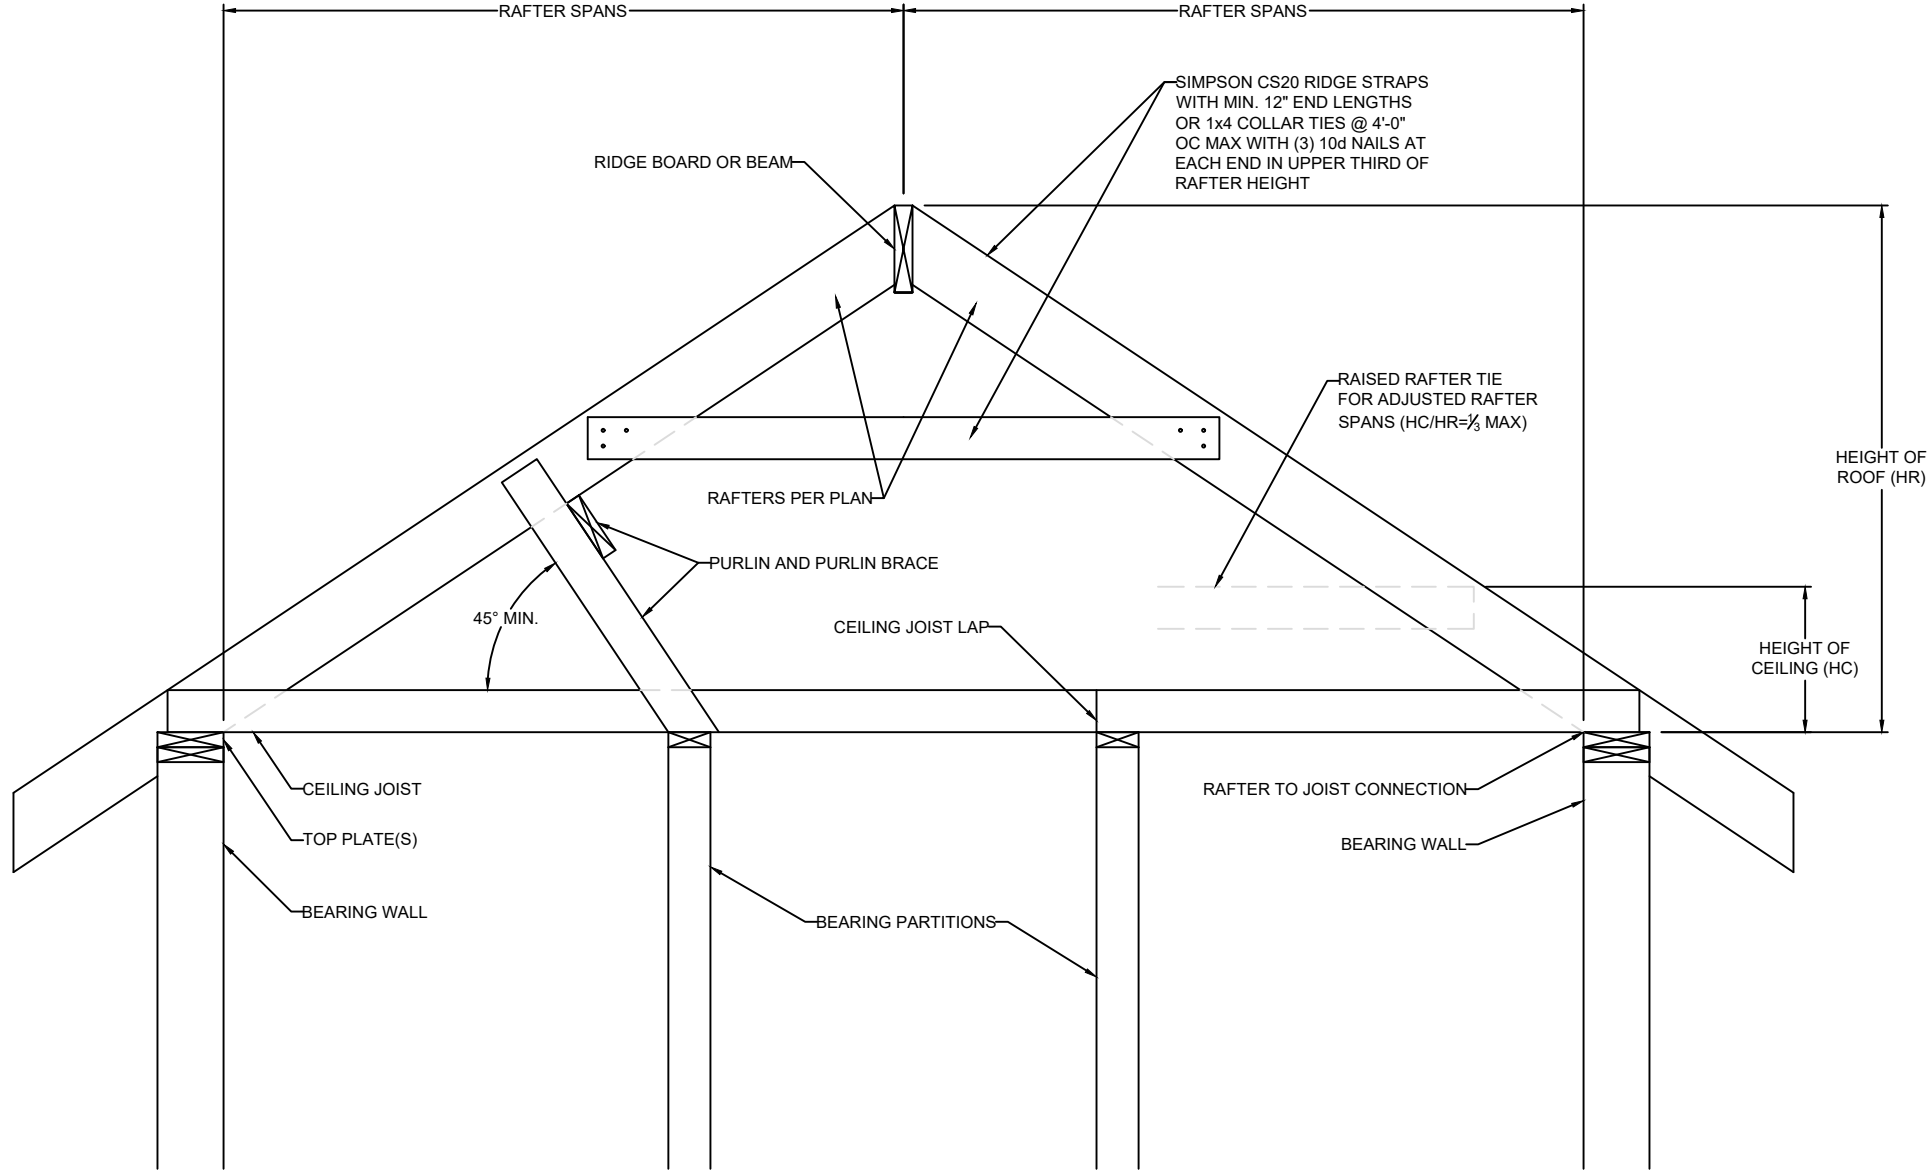 RAFTER SPANS
RAFTER SPANS
SIMPSON CS20 RIDGE STRAPS
WITH MIN. 12" END LENGTHS
OR 1x4 COLLAR TIES @ 4'-0"
OC MAX WITH (3) 10d NAILS AT
EACH END IN UPPER THIRD OF
RAFTER HEIGHT
RIDGE BOARD OR BEAM
RAISED RAFTER TIE
FOR ADJUSTED RAFTER
SPANS (HC/HR=⅓ MAX)
HEIGHT OF
ROOF (HR)
RAFTERS PER PLAN
PURLIN AND PURLIN BRACE
45° MIN.
CEILING JOIST LAP
HEIGHT OF
CEILING (HC)
CEILING JOIST
RAFTER TO JOIST CONNECTION
TOP PLATE(S)
BEARING WALL
BEARING WALL
BEARING PARTITIONS